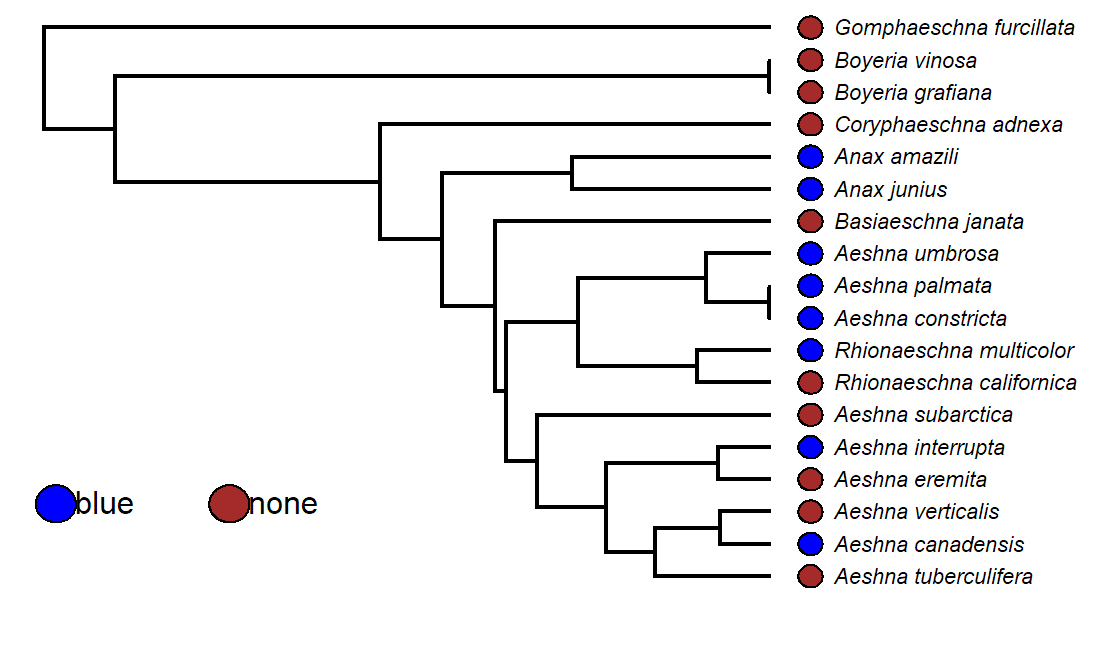 Gomphaeschna furcillata
Boyeria vinosa
Boyeria grafiana
Coryphaeschna adnexa
Anax amazili
Anax junius
Basiaeschna janata
Aeshna umbrosa
Aeshna palmata
Aeshna constricta
Rhionaeschna multicolor
Rhionaeschna californica
Aeshna subarctica
Aeshna interrupta
Aeshna eremita
blue none
Aeshna verticalis
Aeshna canadensis
Aeshna tuberculifera